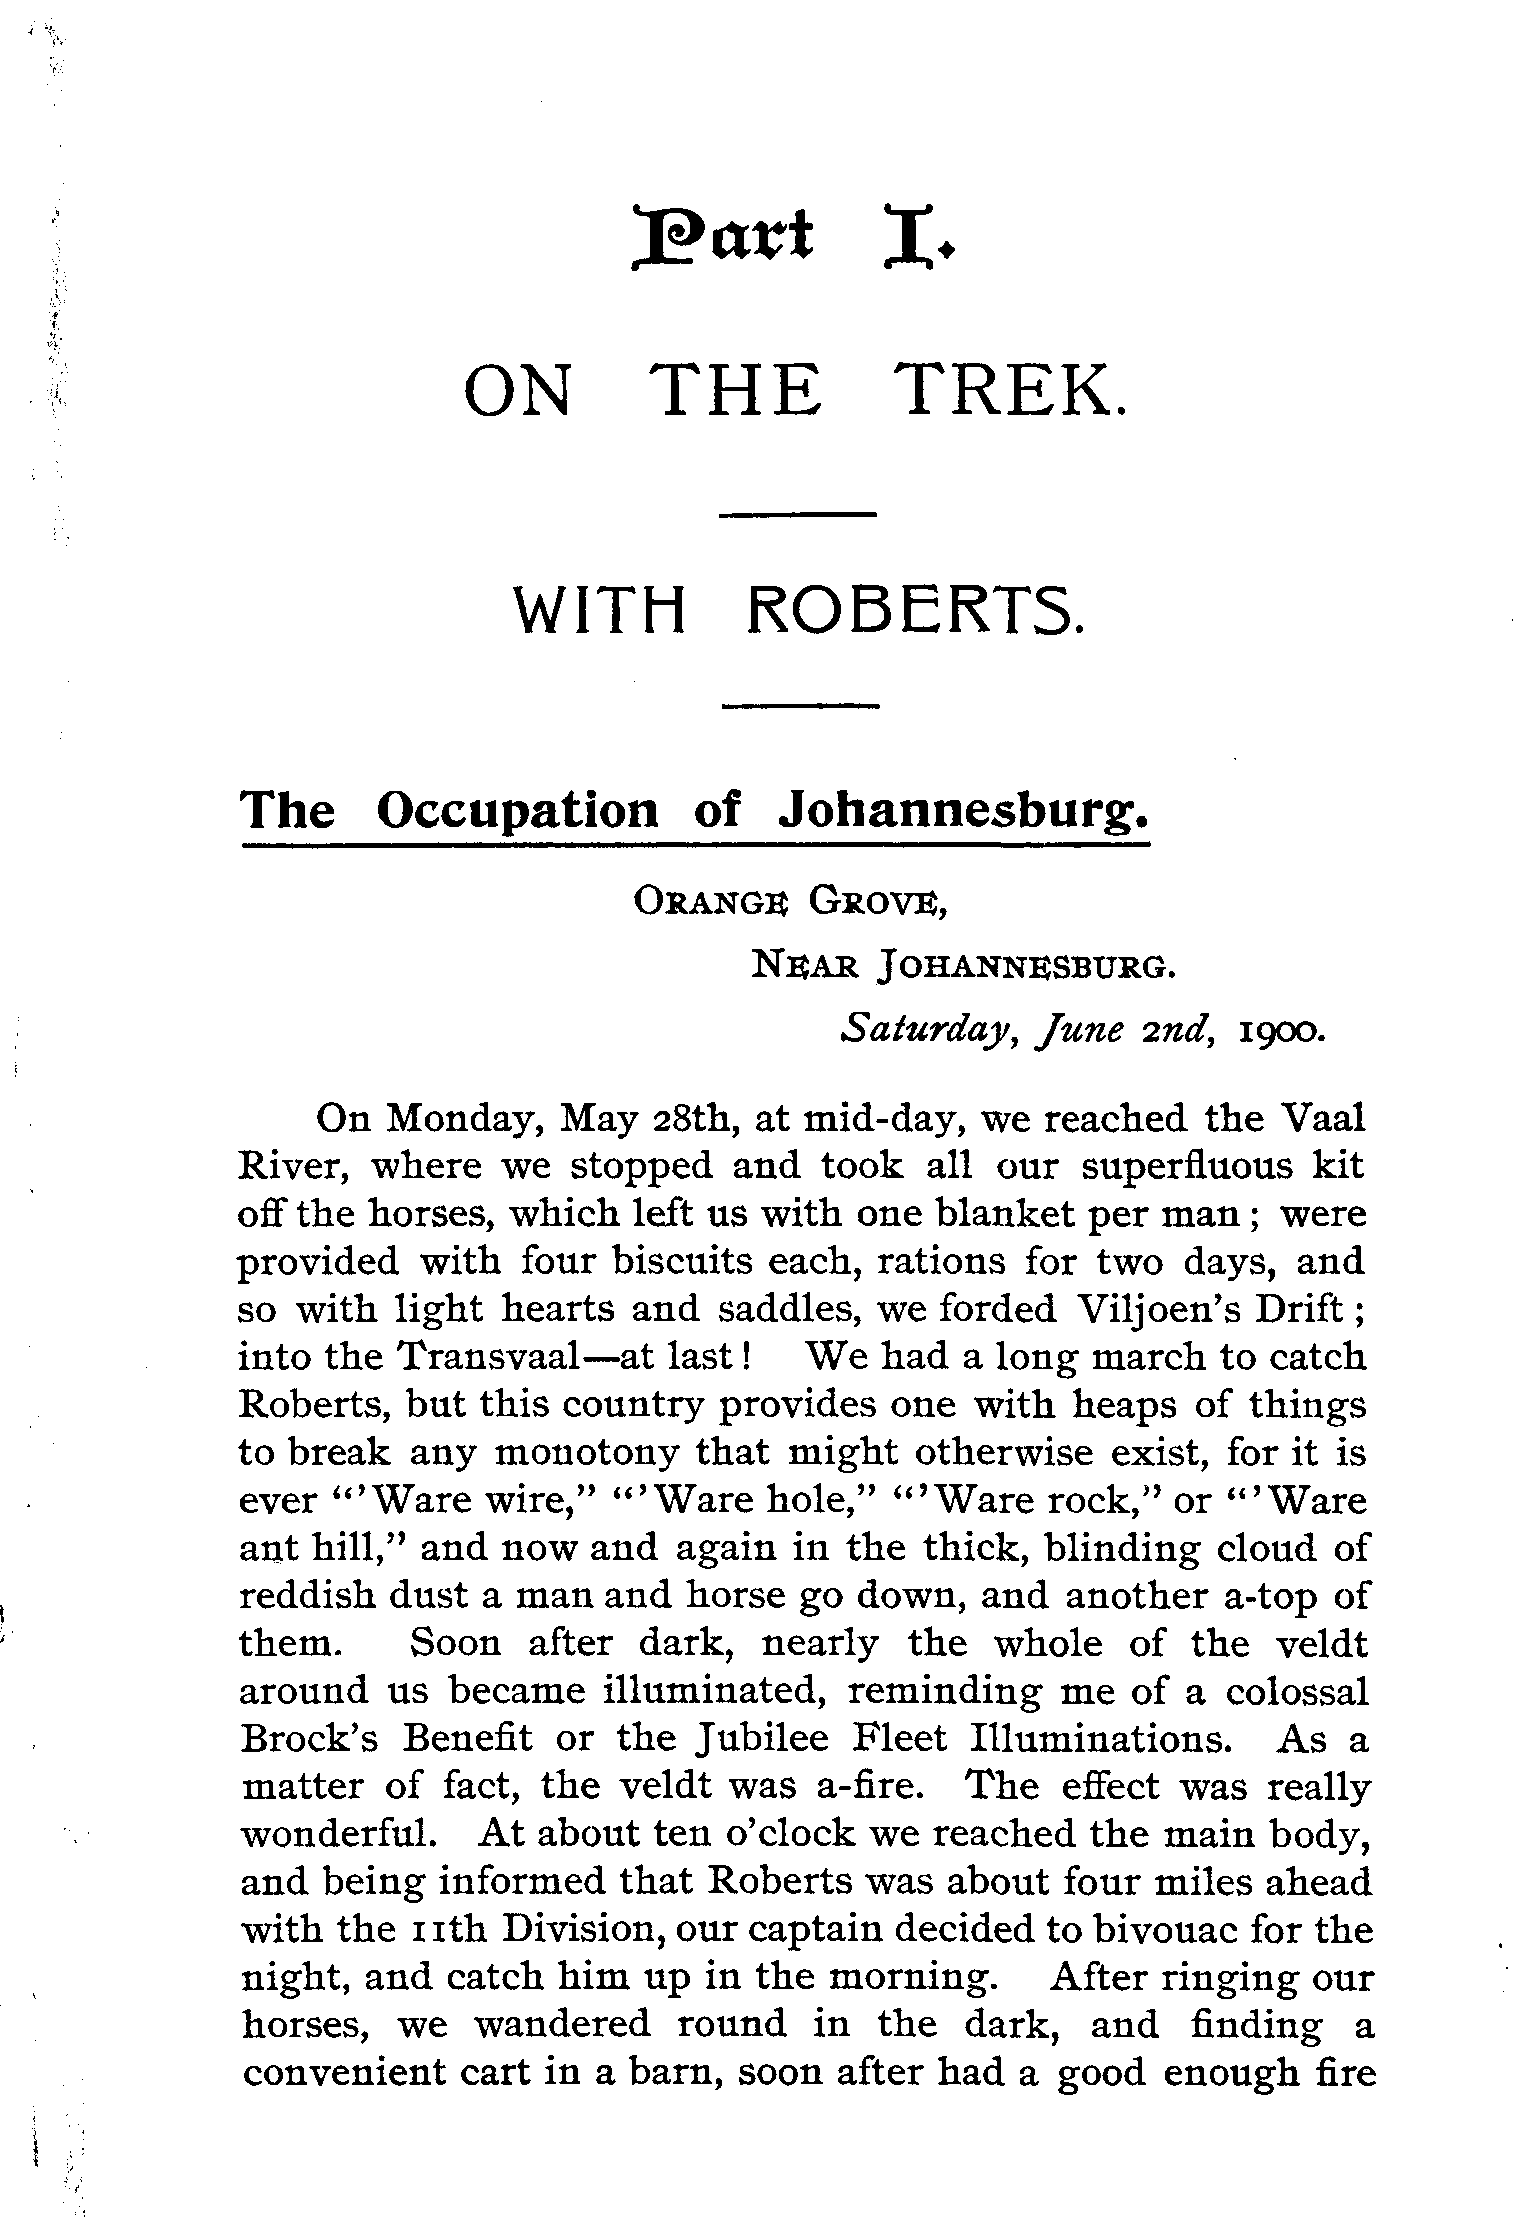 Part I.
ON THE TREK.
WITH ROBERTS.
The Occupation of Johannesburg.
ORANGE GROVE,
NEAR JOHANNESBURG.
Saturday, June 2nd, 1900.
On Monday, May 28th, at mid-day, we reached the Vaal
River, where we stopped and took all our superfluous kit
off the horses, which left us with one blanket per man ; were
provided with four biscuits each, rations for two days, and
so with light hearts and saddles, we forded Viljoen's Drift ;
into the Transvaal—at last ! We had a long march to catch
Roberts, but this country provides one with heaps of things
to break any monotony that might otherwise exist, for it is
ever “’Ware wire,” “’Ware hole,” “’Ware rock,” or “’Ware
ant hill,” and now and again in the thick, blinding cloud of
reddish dust a man and horse go down, and another a-top of
them. Soon after dark, nearly the whole of the veldt
around us became illuminated, reminding me of a colossal
Brock’s Benefit or the Jubilee Fleet Illuminations. As a
matter of fact, the veldt was a-fire. The effect was really
wonderful. At about ten o’clock we reached the main body,
and being informed that Roberts was about four miles ahead
with the 11th Division, our captain decided to bivouac for the
night, and catch him up in the morning. After ringing our
horses, we wandered round in the dark, and finding a
convenient cart in a barn, soon after had a good enough fire